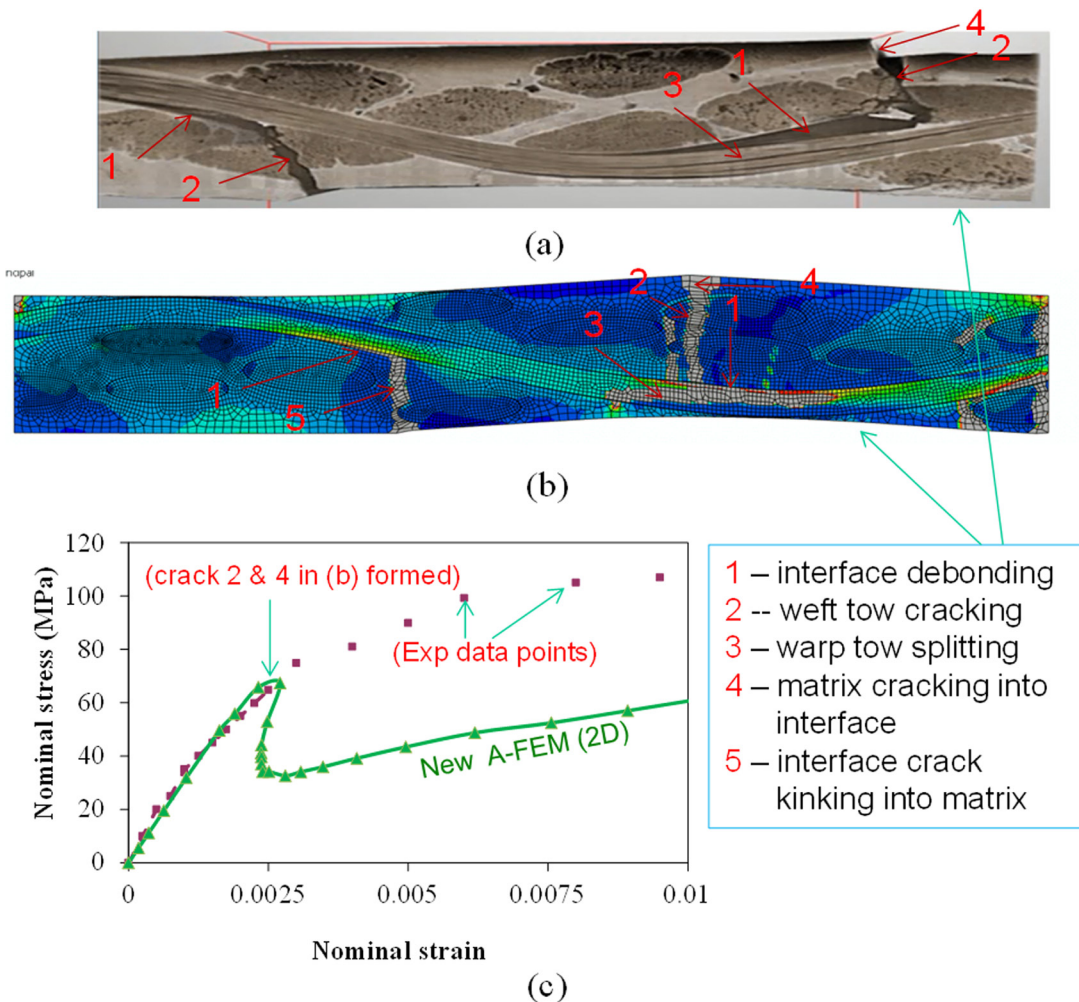 4
1
2
3
1
2
(a)
nopar
2
4
3
1
1
5
(b)
120
100
80
60
40
20
0
Nominal stress (MPa)
(crack 2 & 4 in (b) formed)
(Exp data points)
New A-FEM (2D)
0
0.0025
0.005
0.0075
0.01
Nominal strain
(c)
1 – interface debonding
2 -- weft tow cracking
3 – warp tow splitting
4 – matrix cracking into
interface
5 – interface crack
kinking into matrix